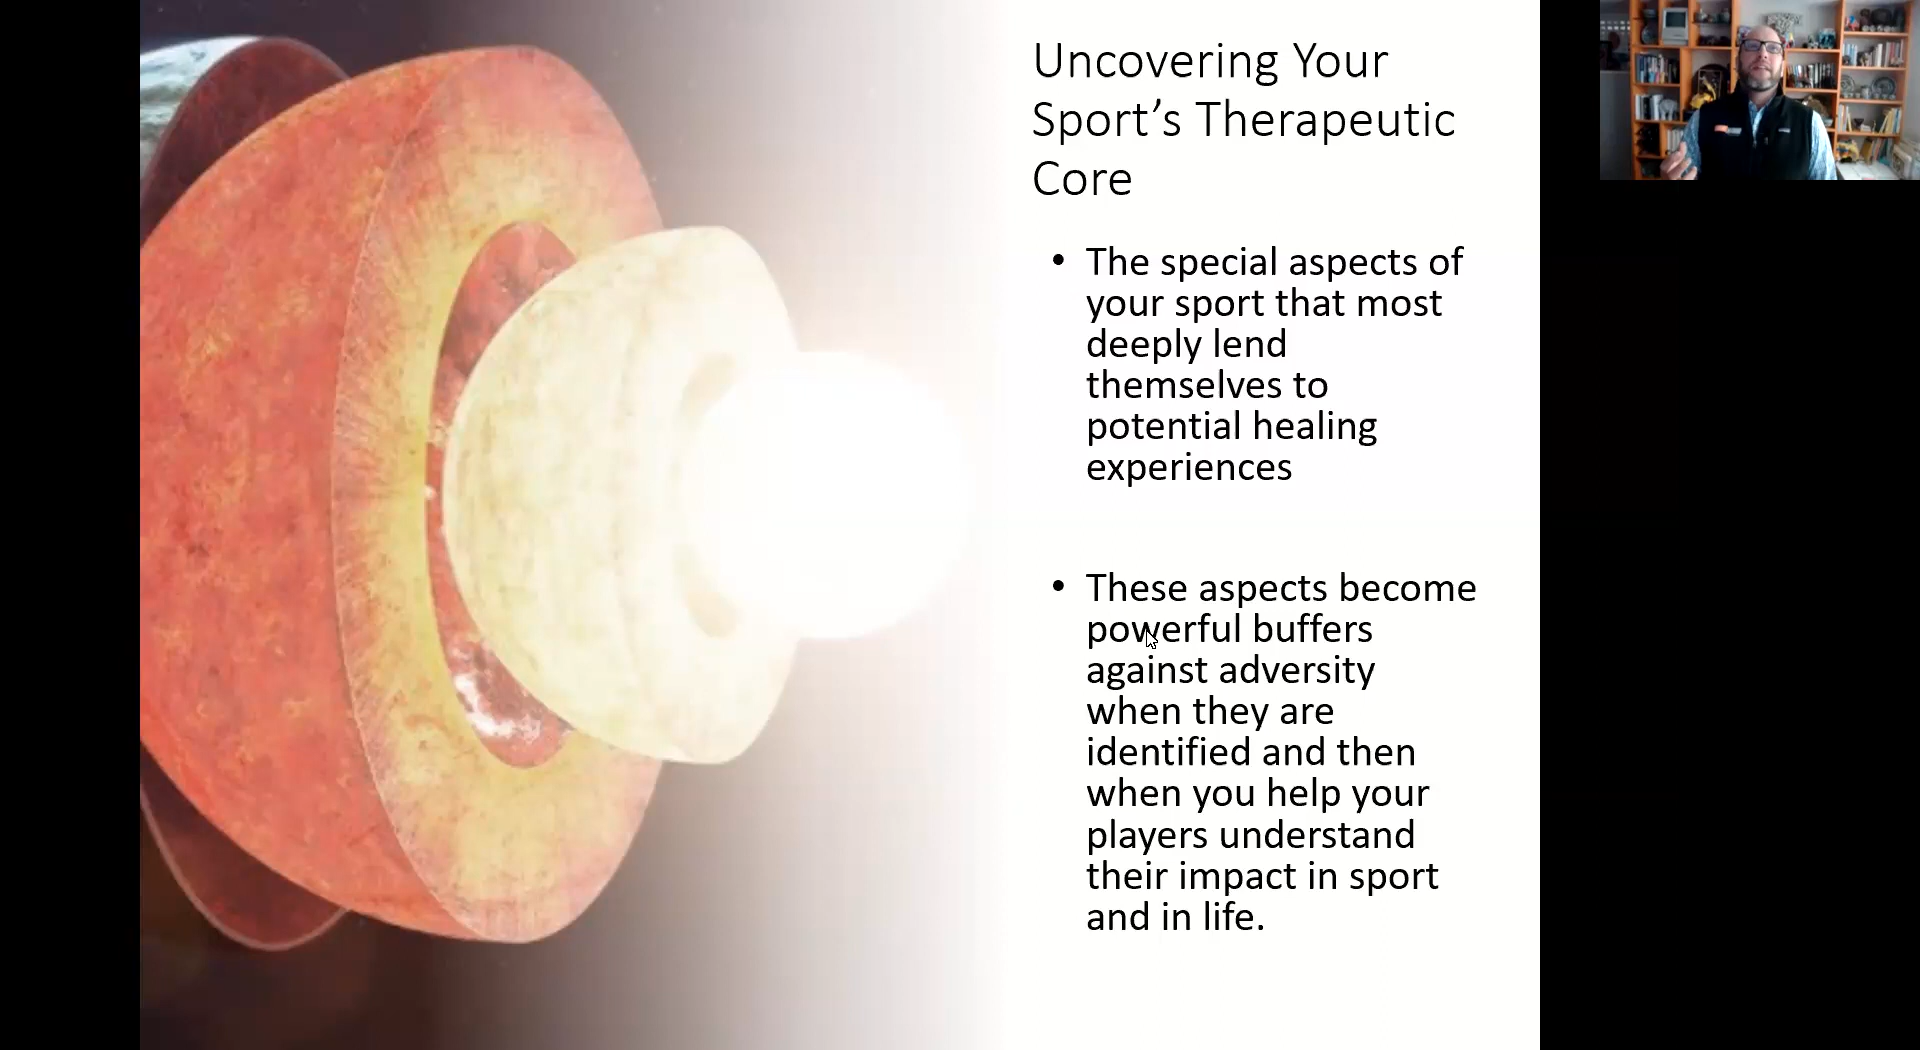 Uncovering Your
Sport’s Therapeutic
Core
• The special aspects of
your sport that most
deeply lend
themselves to
potential healing
experiences
• These aspects become
powerful buffers
against adversity
when they are
identified and then
when you help your
players understand
their impact in sport
and in life.